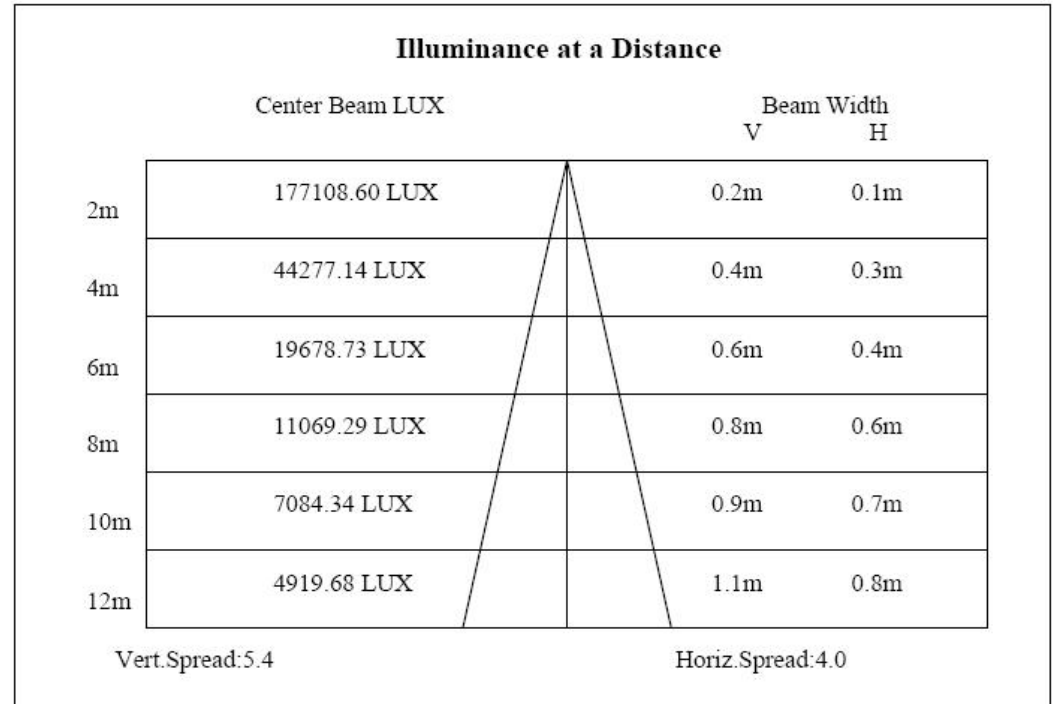 Illuminance at a Distance
Center Beam LUX Beam Width
V H
2m 177108.60 LUX 0.2m 0.1m
4m 44277.14 LUX 0.4m 0.3m
6m 19678.73 LUX 0.6m 0.4m
8m 11069.29 LUX 0.8m 0.6m
10m 7084.34 LUX 0.9m 0.7m
12m 4919.68 LUX 1.1m 0.8m
Vert.Spread:5.4 Horiz.Spread:4.0